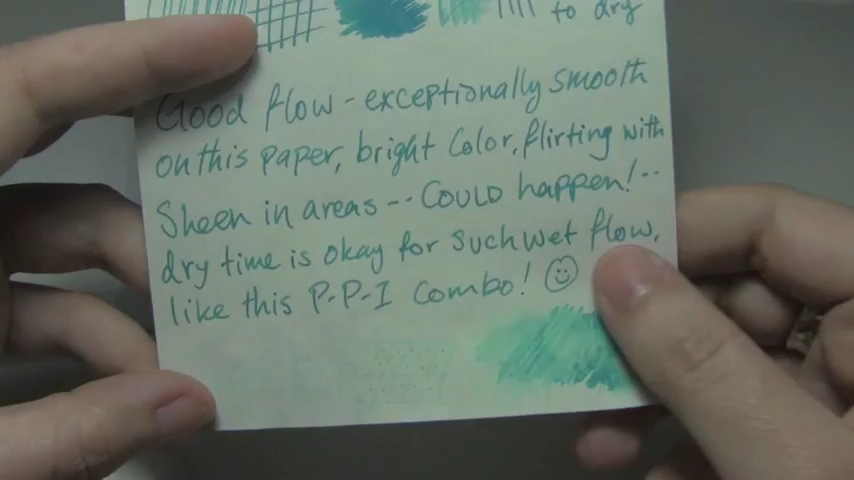 to dry
Good flow - exceptionally smooth
on this paper, bright color, flirting with
Sheen in areas -- COULD happen! --
dry time is okay for such wet flow,
like this P-P-I combo! ☺